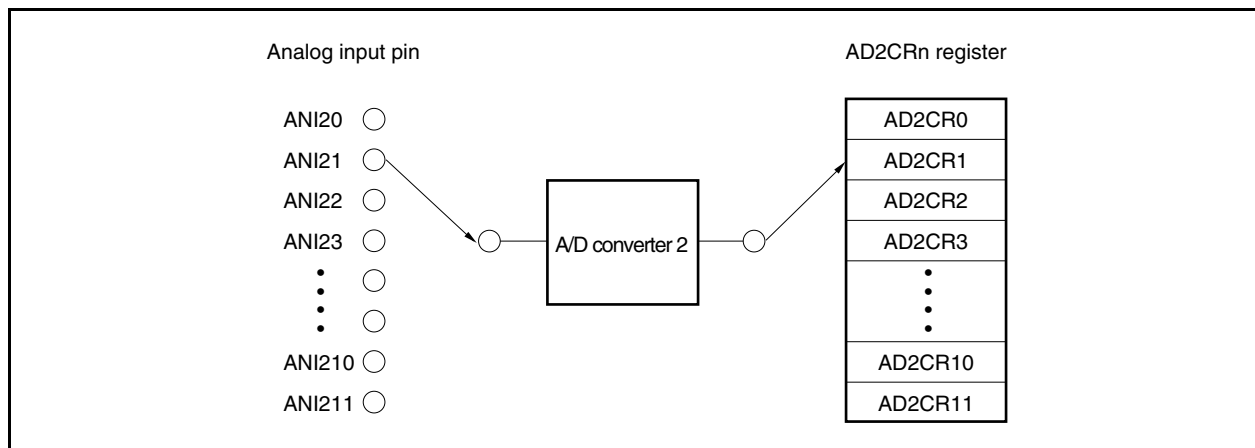 Analog input pin
AD2CRn register
ANI20
ANI21
ANI22
ANI23
ANI210
ANI211
A/D converter 2
AD2CR0
AD2CR1
AD2CR2
AD2CR3
AD2CR10
AD2CR11